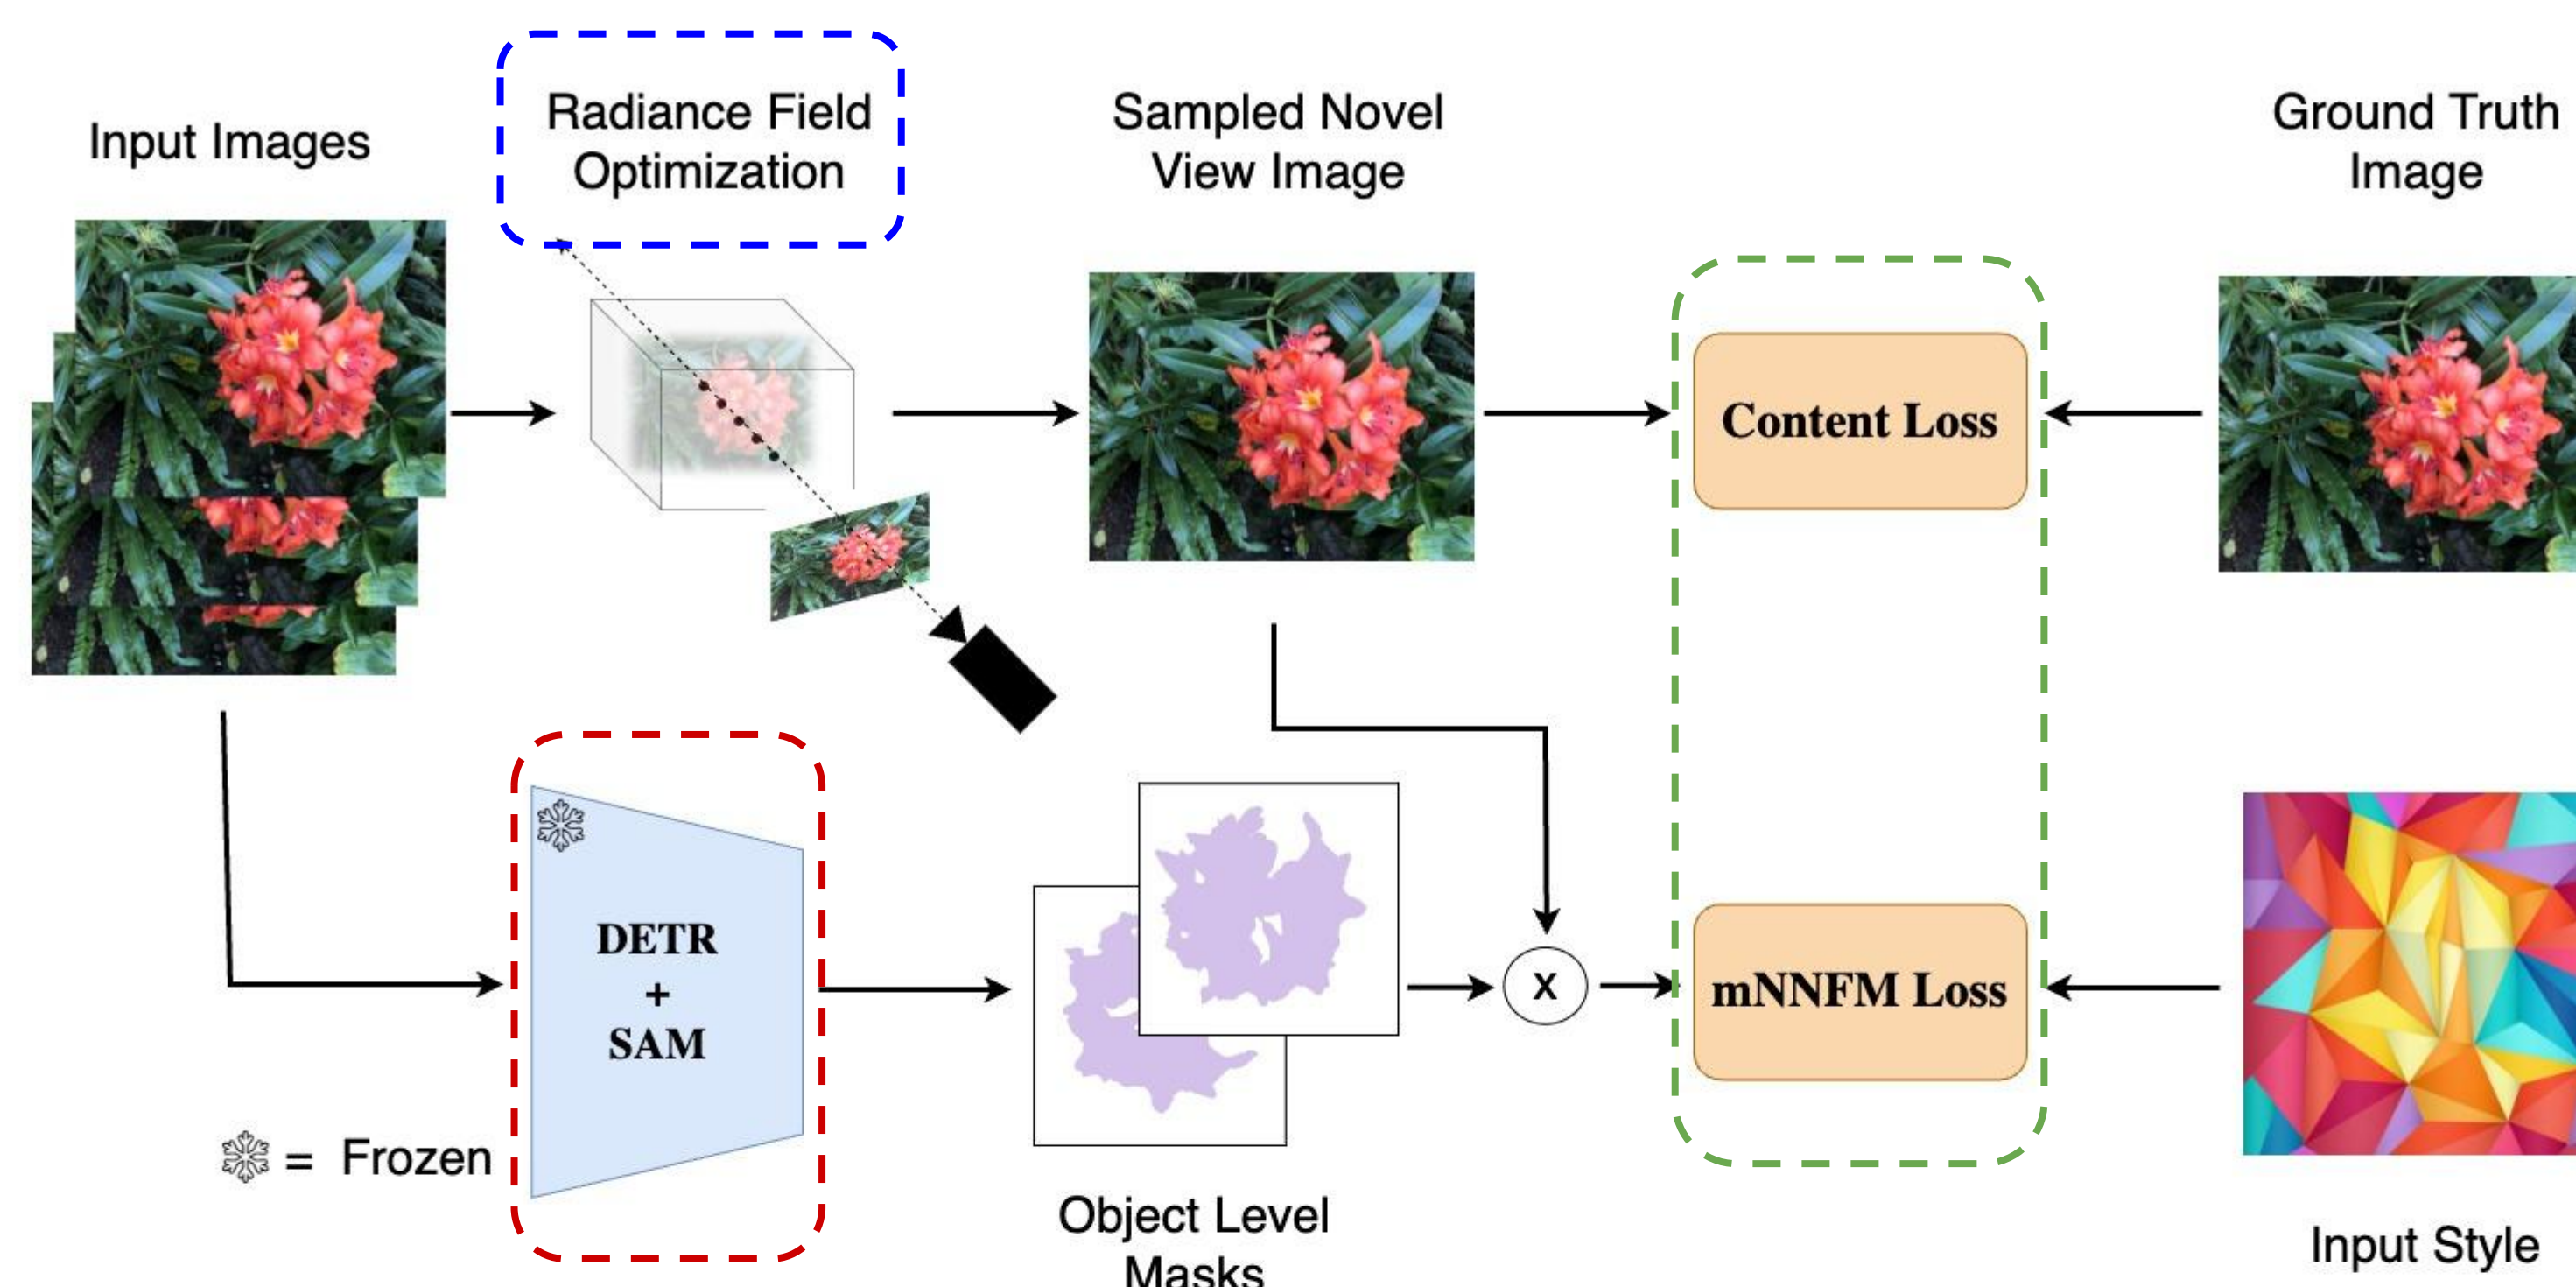 Input Images
Radiance Field
Optimization
Sampled Novel
View Image
Ground Truth
Image
Content Loss
DETR
+
SAM
X
mNNFM Loss
= Frozen
Object Level
Masks
Input Style